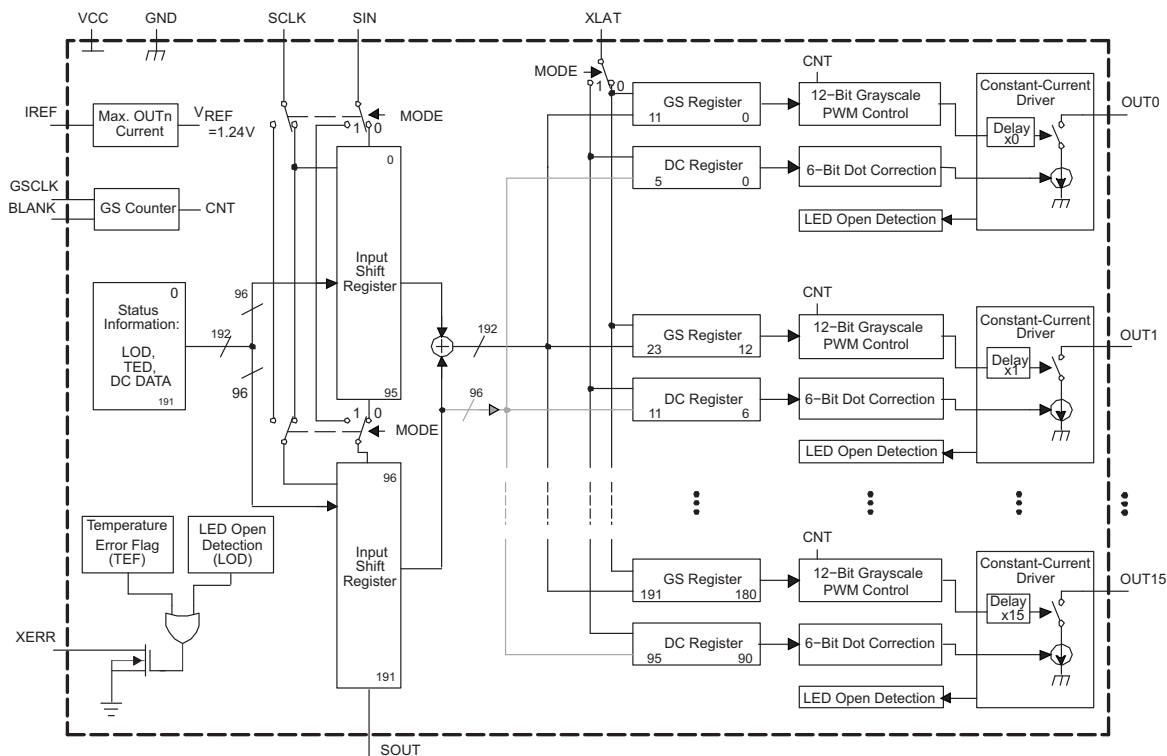 VCC GND SCLK SIN XLAT
MODE
1 0
CNT
Constant-Current
Driver
IREF
Max. OUTn
Current
VREF
=1.24V
MODE
1 0
GS Register
11 0
12-Bit Grayscale
PWM Control
Delay
x0
OUT0
DC Register
5 0
6-Bit Dot Correction
LED Open Detection
GSCLK
BLANK
GS Counter
CNT
0
Input
Shift
Register
95
0
Status
Information:
LOD,
TED,
DC DATA
191
192
96
96
192
96
1 0
MODE
CNT
Constant-Current
Driver
GS Register
23 12
12-Bit Grayscale
PWM Control
Delay
x1
OUT1
DC Register
11 6
6-Bit Dot Correction
LED Open Detection
96
Input
Shift
Register
191
Temperature
Error Flag
(TEF)
LED Open
Detection
(LOD)
XERR
CNT
Constant-Current
Driver
GS Register
191 180
12-Bit Grayscale
PWM Control
Delay
x15
OUT15
DC Register
95 90
6-Bit Dot Correction
LED Open Detection
SOUT